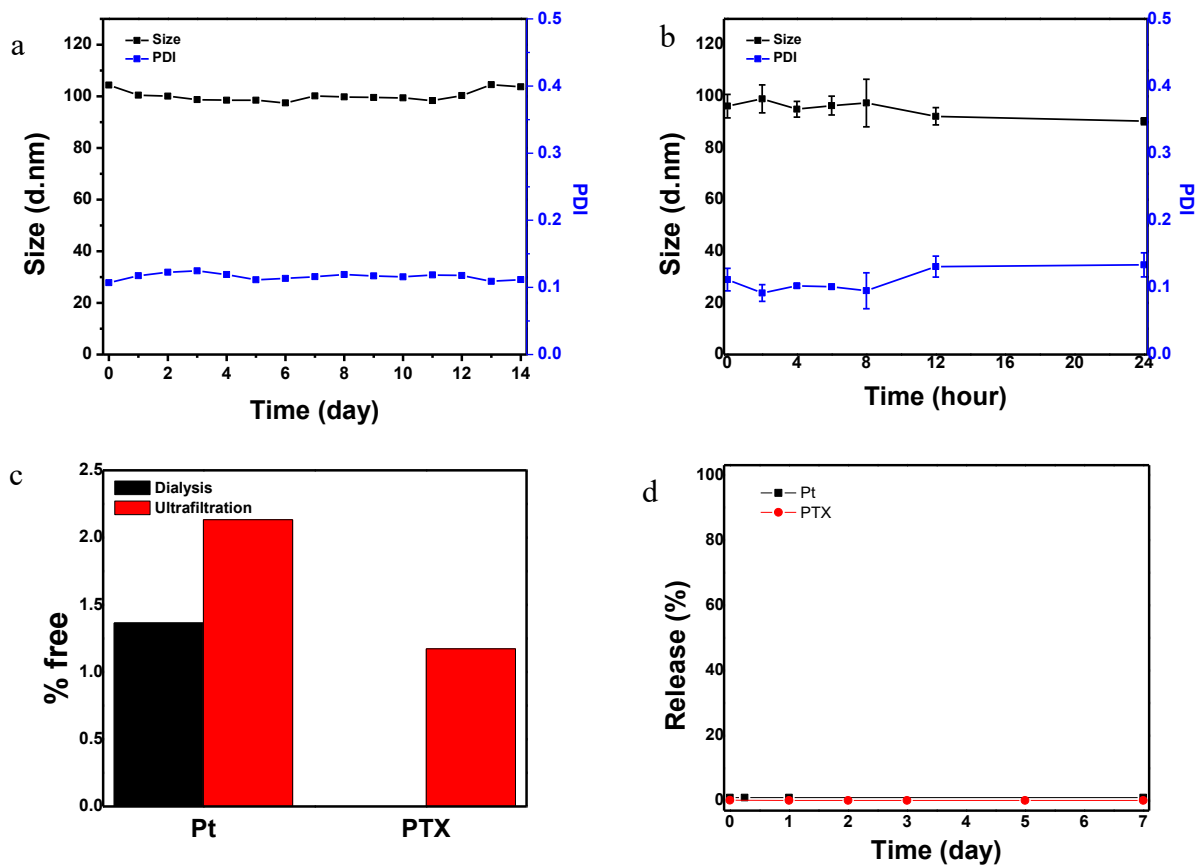 a
Size
PDI
120
100
80
60
40
20
0
0.5
0.4
0.3
0.2
0.1
0.0
0 2 4 6 8 10 12 14
Size (d.nm)
PDI
Time (day)
b
Size
PDI
120
100
80
60
40
20
0
0.5
0.4
0.3
0.2
0.1
0.0
0 4 8 12 16 20 24
Size (d.nm)
PDI
Time (hour)
c
Dialysis
Ultrafiltration
2.5
2.0
1.5
1.0
0.5
0.0
% free
Pt PTX
d
Pt
PTX
100
80
60
40
20
0
0 1 2 3 5 6 7
Release (%)
Time (day)